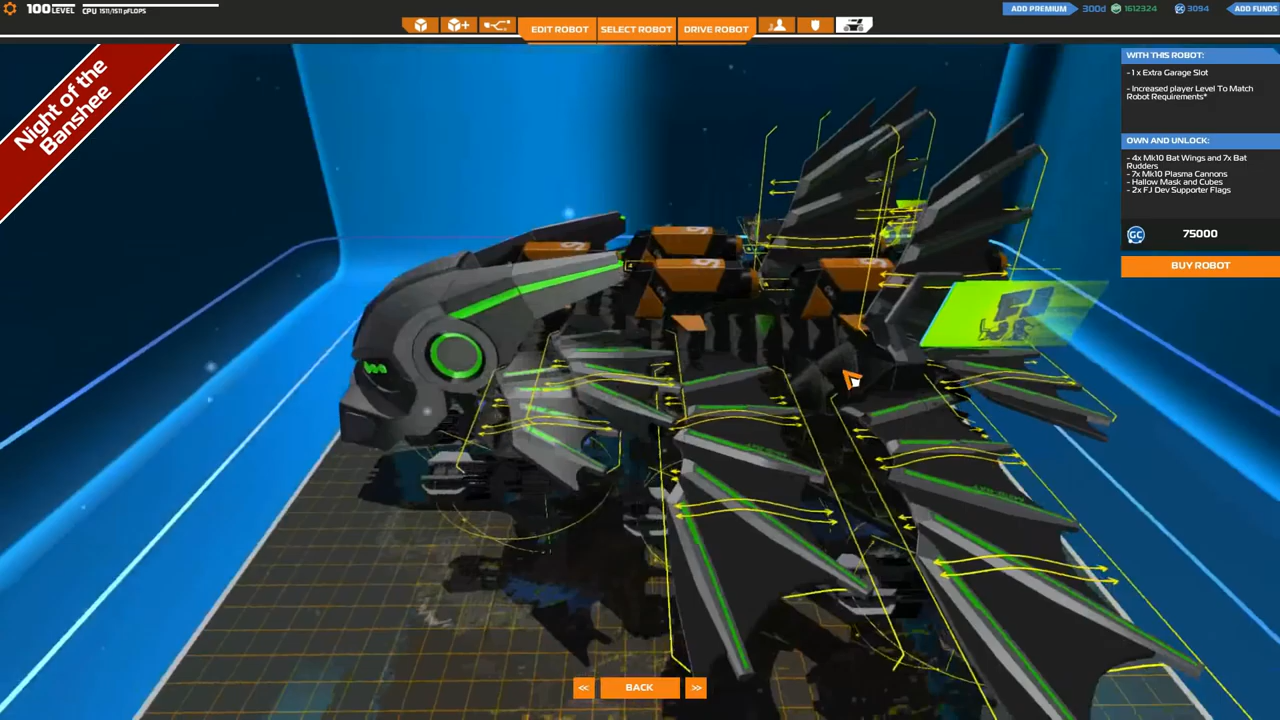 100 LEVEL
CPU 1511/1511 pFLOPS
EDIT ROBOT
SELECT ROBOT
DRIVE ROBOT
ADD PREMIUM
300d
1612324
3094
ADD FUNDS
Night of the
Banshee
WITH THIS ROBOT:
- 1 x Extra Garage Slot
- Increased player Level To Match
Robot Requirements*
OWN AND UNLOCK:
- 4x Mk10 Bat Wings and 7x Bat
Rudders
- 7x Mk10 Plasma Cannons
- Hallow Mask and Cubes
- 2x FJ Dev Supporter Flags
GC
75000
BUY ROBOT
<<
BACK
>>